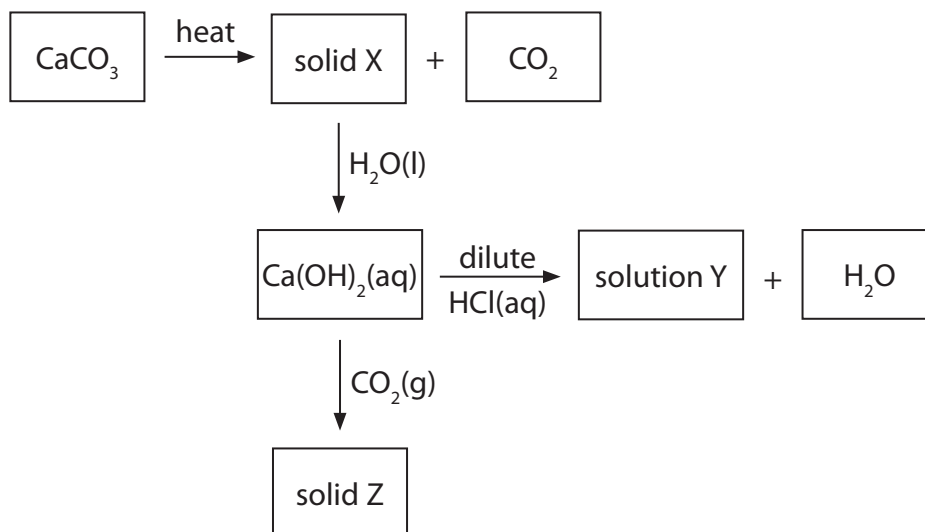 CaCO₃
heat
solid X
+
CO₂
H₂O(l)
Ca(OH)₂(aq)
dilute
HCl(aq)
solution Y
+
H₂O
CO₂(g)
solid Z